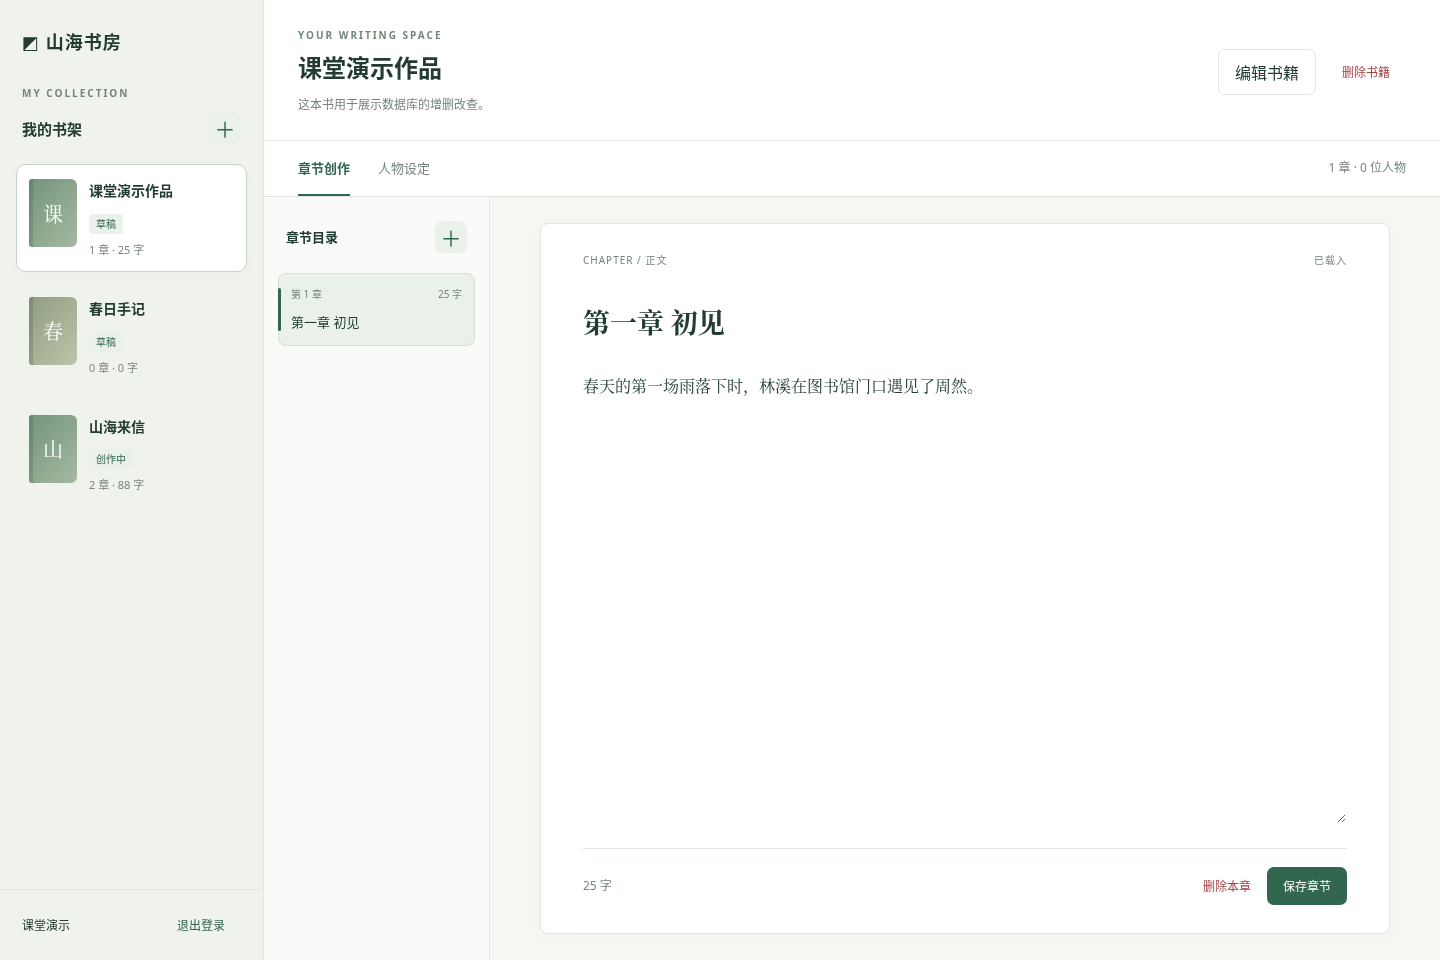 山海书房
MY COLLECTION
我的书架
课
课堂演示作品
草稿
1 章 · 25 字
春
春日手记
草稿
0 章 · 0 字
山
山海来信
创作中
2 章 · 88 字
课堂演示
退出登录
YOUR WRITING SPACE
课堂演示作品
这本书用于展示数据库的增删改查。
编辑书籍
删除书籍
章节创作
人物设定
1 章 · 0 位人物
章节目录
第 1 章
25 字
第一章 初见
CHAPTER / 正文
已载入
第一章 初见
春天的第一场雨落下时，林溪在图书馆门口遇见了周然。
25 字
删除本章
保存章节